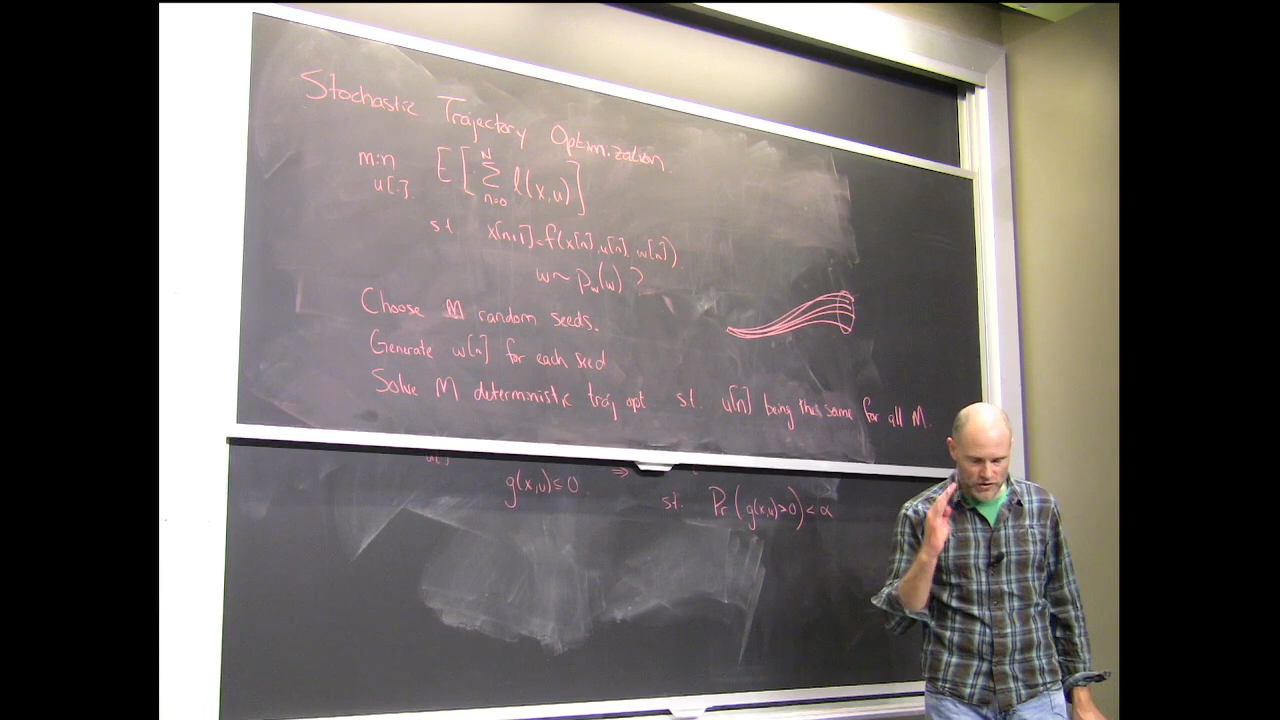 Stochastic Trajectory Optimization
min E[ Σ l(x,u) ]
N
u[.] n=0
s.t. x[n+1]=f(x[n],u[n],w[n])
w ~ p_w(w) ?
Choose M random seeds.
Generate w[n] for each seed
Solve M deterministic traj opt s.t. u[n] being the same for all M.
g(x,u) ≤ 0 ⇒
s.t. Pr(g(x,u)>0) < α